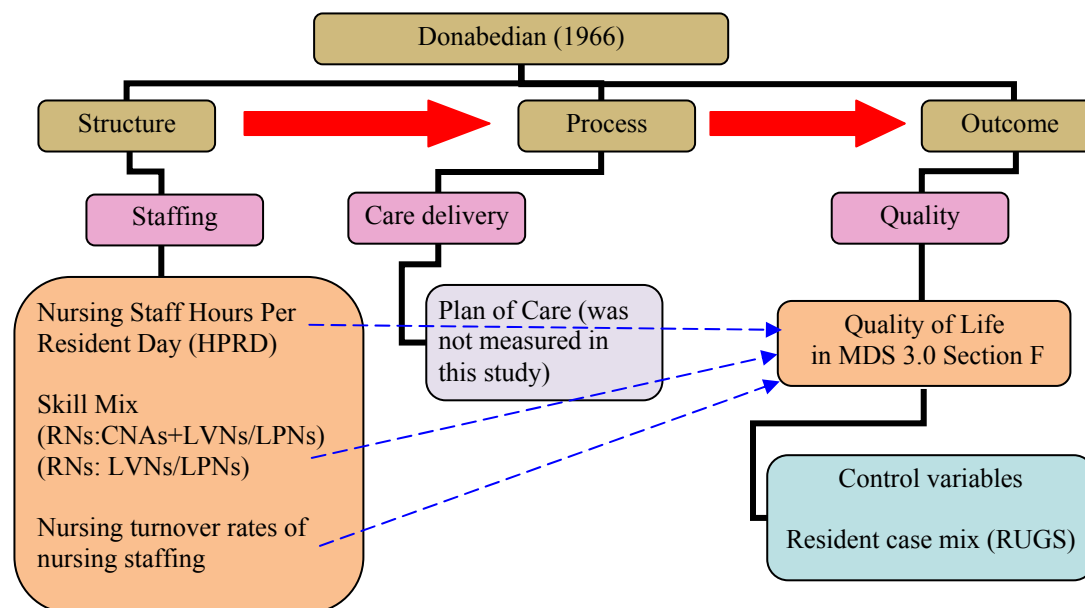 Donabedian (1966)
Structure
Process
Outcome
Staffing
Care delivery
Quality
Nursing Staff Hours Per
Resident Day (HPRD)
Skill Mix
(RNs:CNAs+LVNs/LPNs)
(RNs: LVNs/LPNs)
Nursing turnover rates of
nursing staffing
Plan of Care (was
not measured in
this study)
Quality of Life
in MDS 3.0 Section F
Control variables
Resident case mix (RUGS)